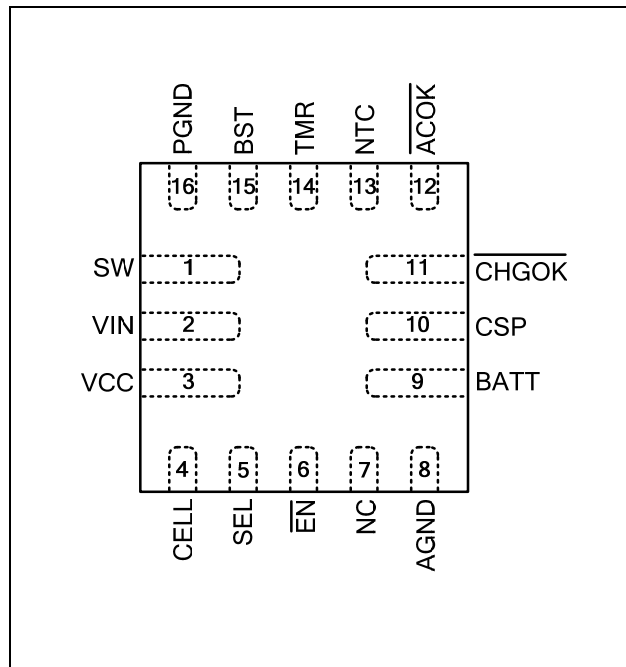 PGND BST TMR NTC ACOK
16 15 14 13 12
SW 1 11 CHGOK
VIN 2 10 CSP
VCC 3 9 BATT
4 5 6 7 8
CELL SEL EN NC AGND